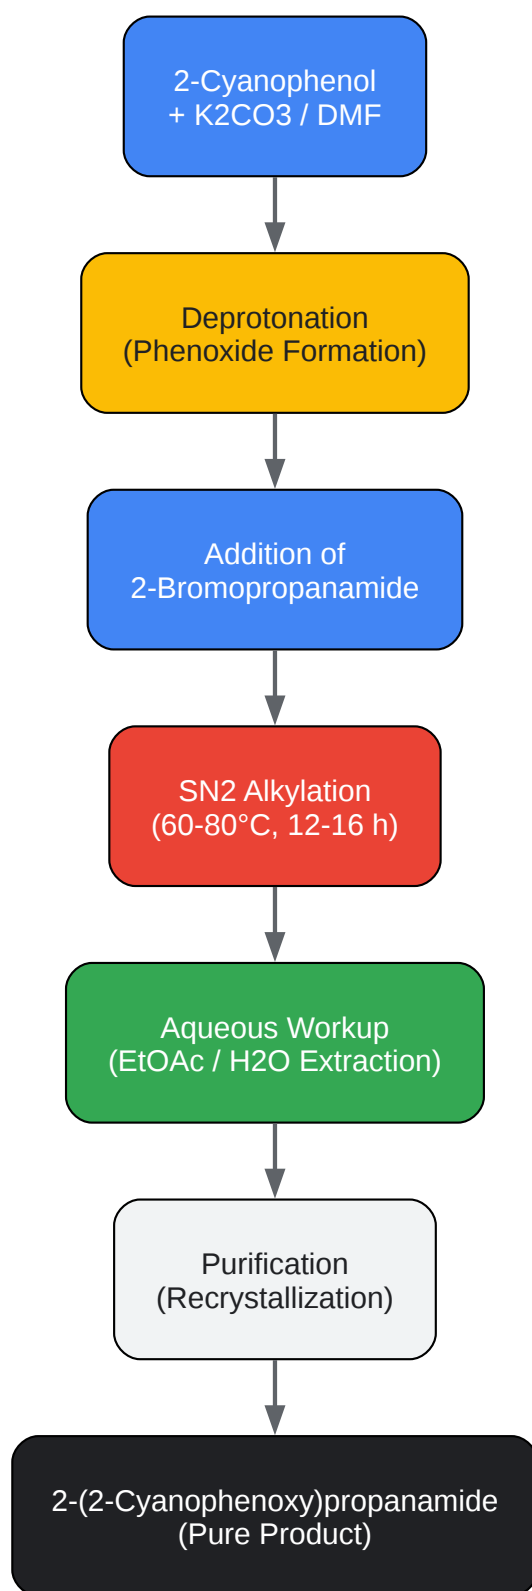 2-Cyanophenol
+ K2CO3 / DMF
Deprotonation
(Phenoxide Formation)
Addition of
2-Bromopropanamide
SN2 Alkylation
(60-80°C, 12-16 h)
Aqueous Workup
(EtOAc / H2O Extraction)
Purification
(Recrystallization)
2-(2-Cyanophenoxy)propanamide
(Pure Product)